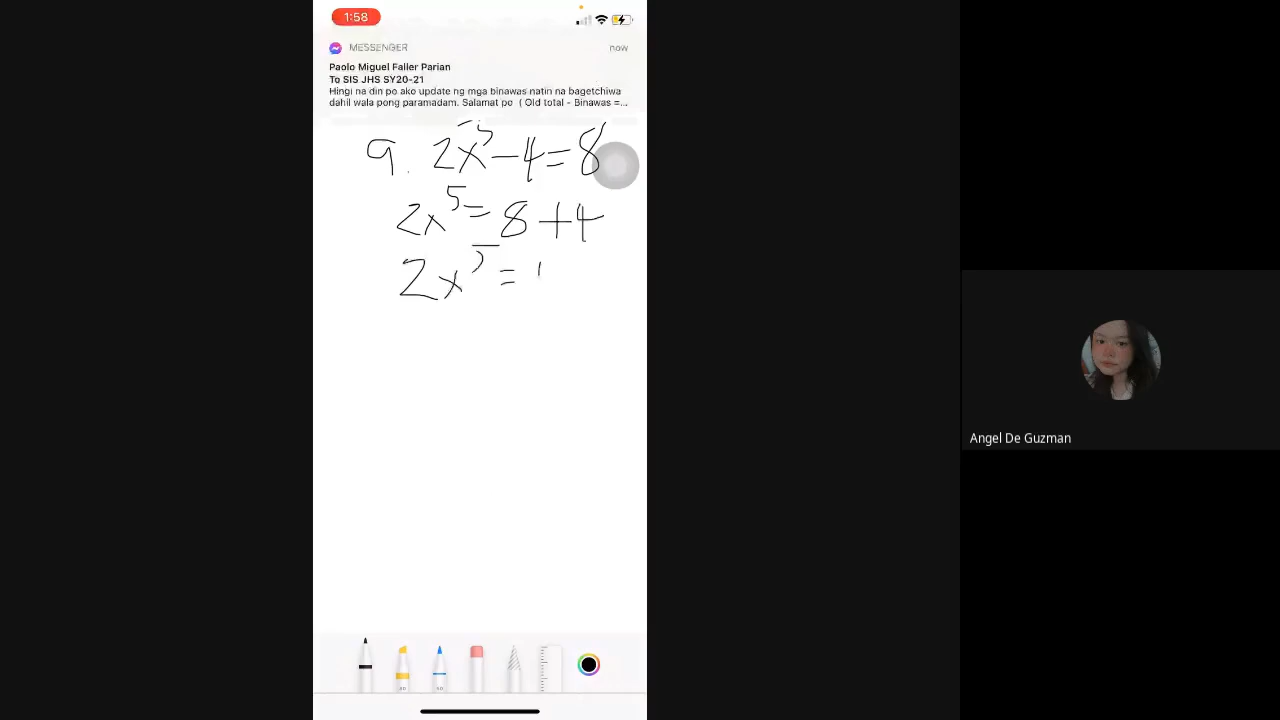 1:58
MESSENGER now
Paolo Miguel Faller Parian
To SIS JHS SY20-21
Hingi na din po ako update ng mga binawas natin na bagetchiwa
dahil wala pong paramadam. Salamat po ( Old total - Binawas =...
a. 2x⁵ - 4 = 8
2x⁵ = 8 + 4
2x⁵ =
Angel De Guzman